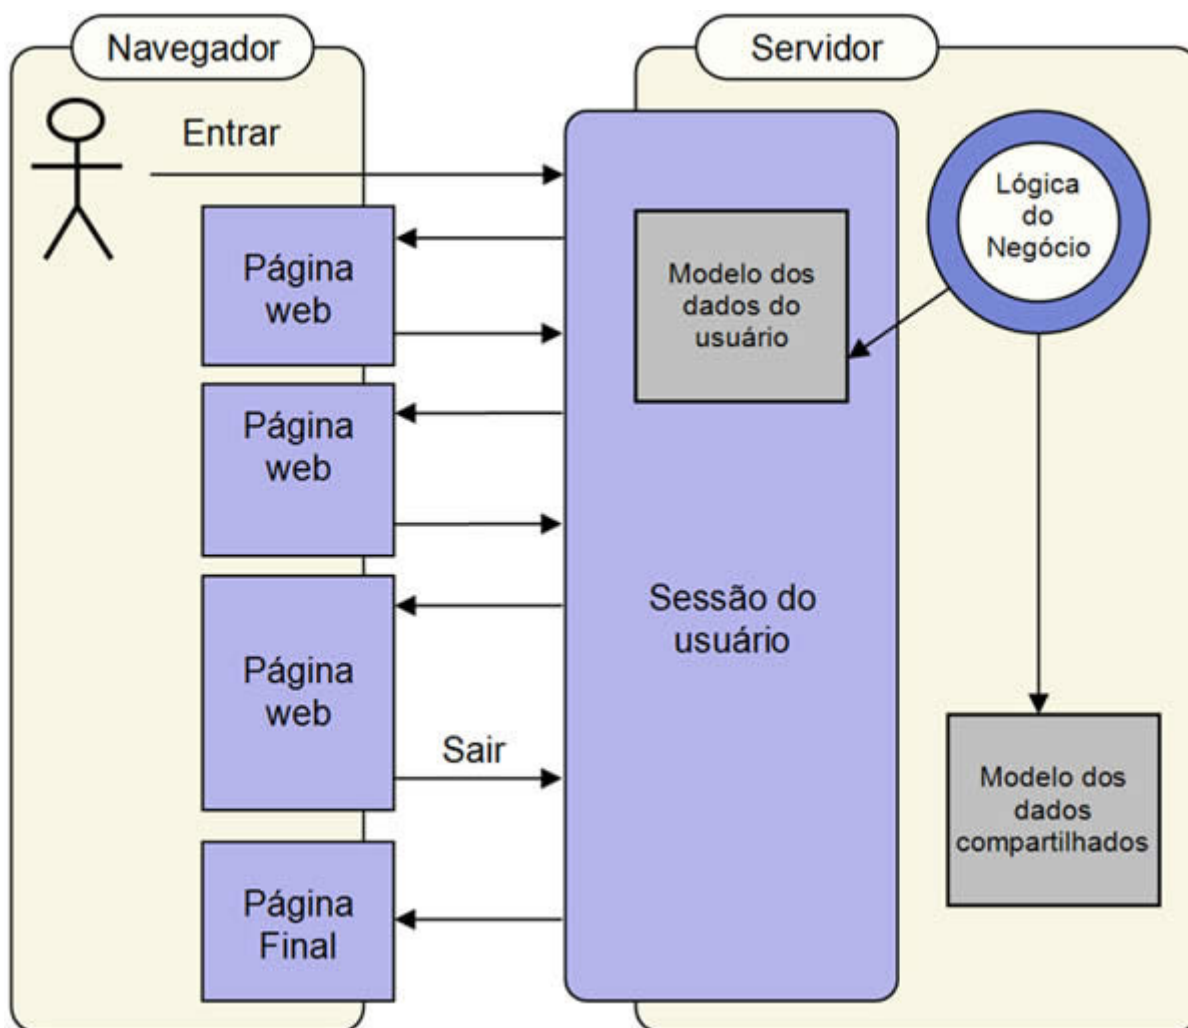 Navegador
Servidor
Entrar
Página
web
Página
web
Página
web
Sair
Página
Final
Modelo dos
dados do
usuário
Sessão do
usuário
Lógica
do
Negócio
Modelo dos
dados
compartilhados